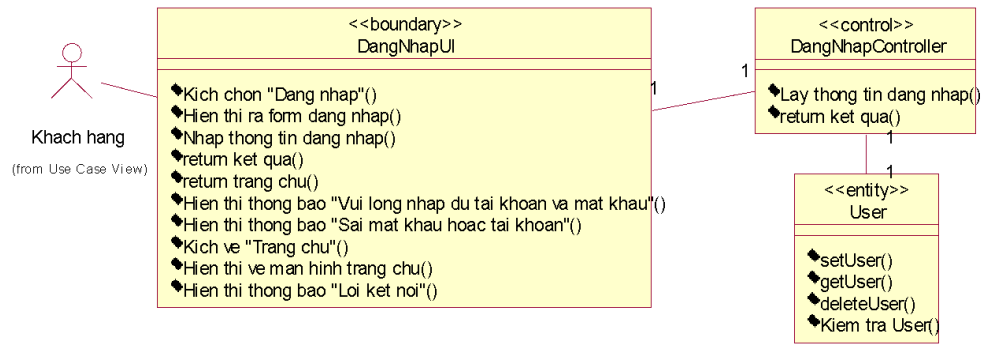 Khach hang
(from Use Case View)
<<boundary>>
DangNhapUI
Kich chon "Dang nhap"()
Hien thi ra form dang nhap()
Nhap thong tin dang nhap()
return ket qua()
return trang chu()
Hien thi thong bao "Vui long nhap du tai khoan va mat khau"()
Hien thi thong bao "Sai mat khau hoac tai khoan"()
Kich ve "Trang chu"()
Hien thi ve man hinh trang chu()
Hien thi thong bao "Loi ket noi"()
1
1
<<control>>
DangNhapController
Lay thong tin dang nhap()
return ket qua()
1
1
<<entity>>
User
setUser()
getUser()
deleteUser()
Kiem tra User()